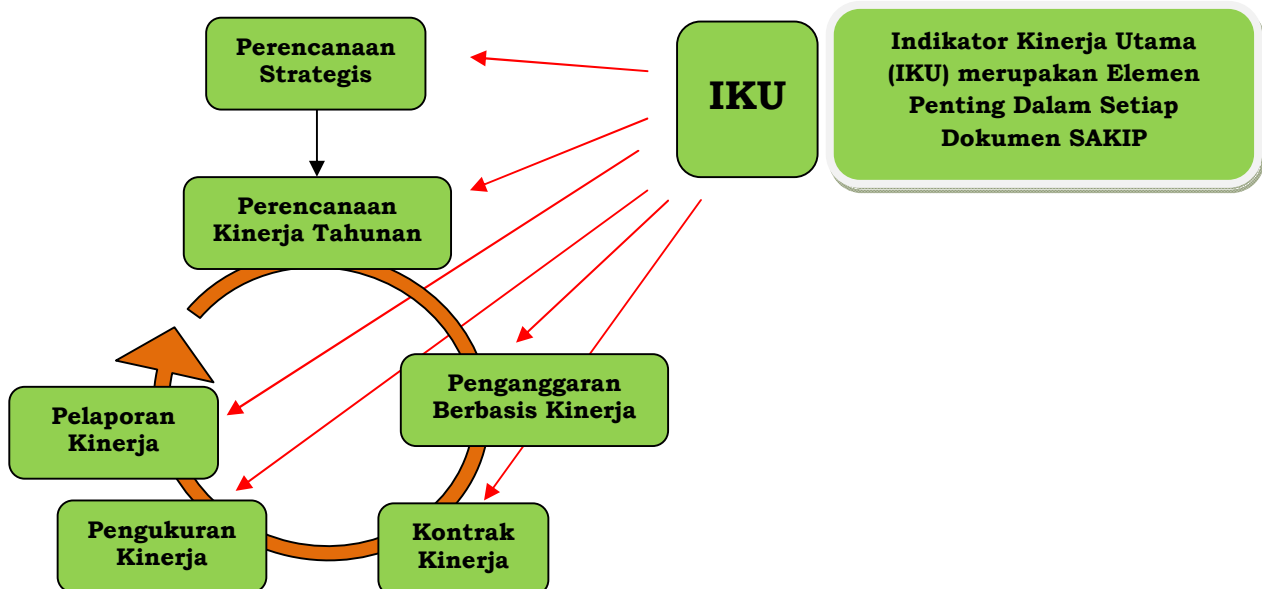 Perencanaan
Strategis
IKU
Indikator Kinerja Utama
(IKU) merupakan Elemen
Penting Dalam Setiap
Dokumen SAKIP
Perencanaan
Kinerja Tahunan
Penganggaran
Berbasis Kinerja
Pelaporan
Kinerja
Pengukuran
Kinerja
Kontrak
Kinerja